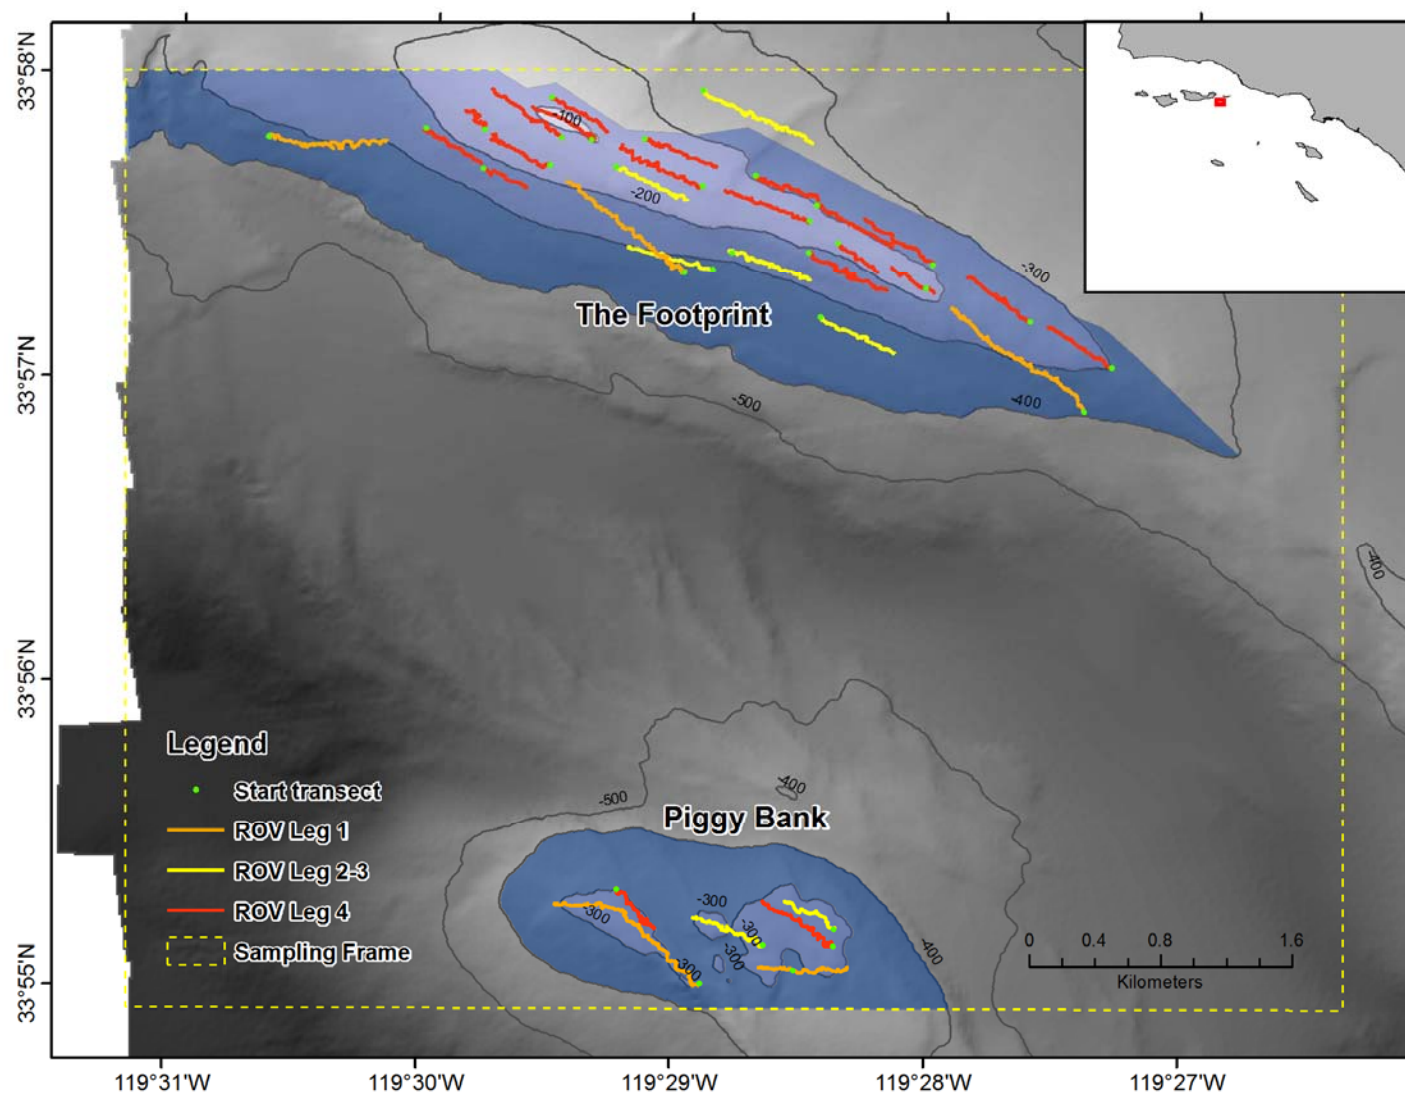 33°58'N
-100
-200
-300
The Footprint
33°57'N
-500
-400
-400
33°56'N
Legend
Start transect
-400
-500
ROV Leg 1
Piggy Bank
ROV Leg 2-3
-300
ROV Leg 4
-300
-300
0 0.4 0.8 1.6
Sampling Frame
-300
-400
-300
33°55'N
Kilometers
119°31'W 119°30'W 119°29'W 119°28'W 119°27'W